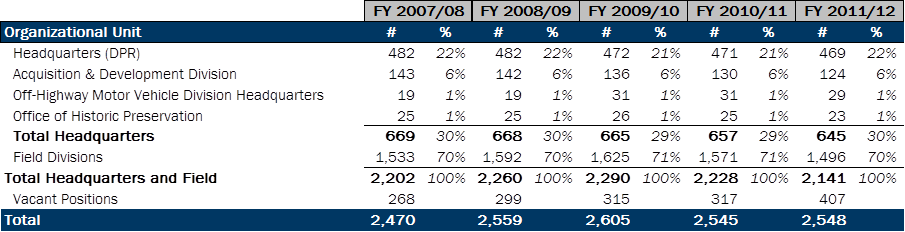 FY 2007/08 FY 2008/09 FY 2009/10 FY 2010/11 FY 2011/12
Organizational Unit # % # % # % # % # %
Headquarters (DPR) 482 22% 482 22% 472 21% 471 21% 469 22%
Acquisition & Development Division 143 6% 142 6% 136 6% 130 6% 124 6%
Off-Highway Motor Vehicle Division Headquarters 19 1% 19 1% 31 1% 31 1% 29 1%
Office of Historic Preservation 25 1% 25 1% 26 1% 25 1% 23 1%
Total Headquarters 669 30% 668 30% 665 29% 657 29% 645 30%
Field Divisions 1,533 70% 1,592 70% 1,625 71% 1,571 71% 1,496 70%
Total Headquarters and Field 2,202 100% 2,260 100% 2,290 100% 2,228 100% 2,141 100%
Vacant Positions 268 299 315 317 407
Total 2,470 2,559 2,605 2,545 2,548